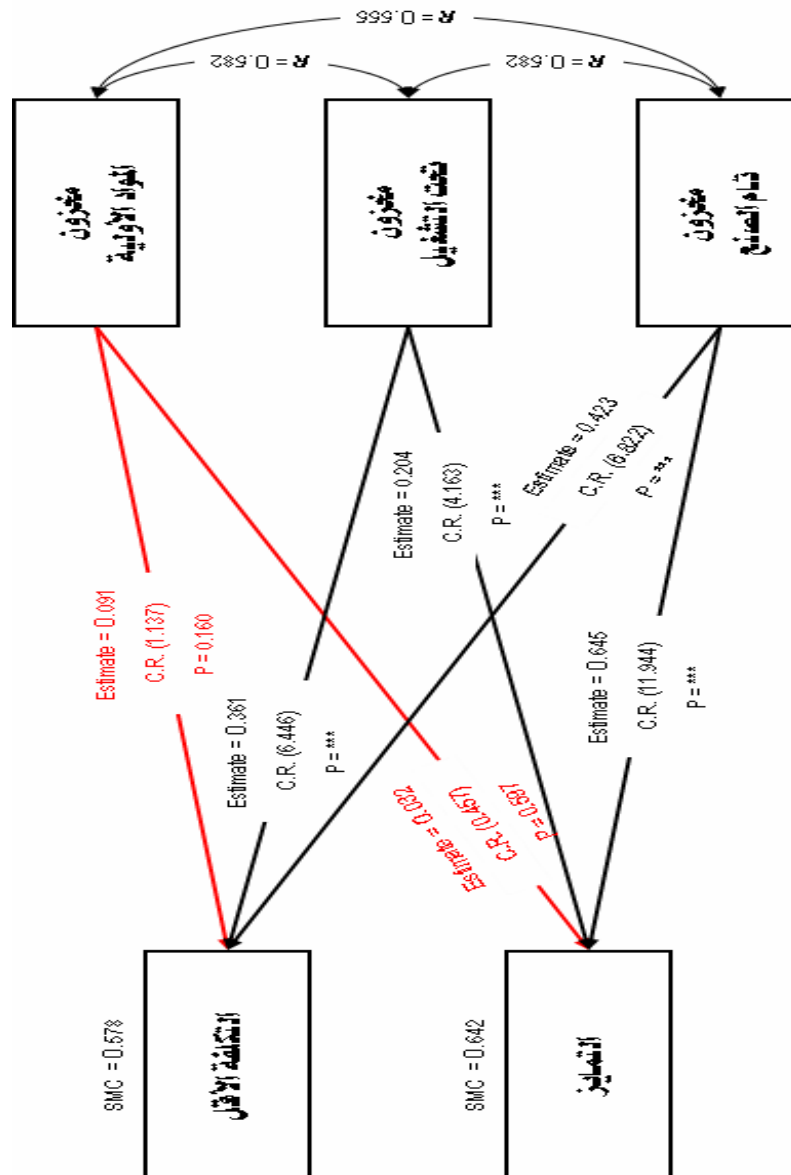 R = 0.555
R = 0.582
R = 0.582
مخزون
المواد الأولية
مخزون
تحت التشغيل
مخزون
تام الصنع
Estimate = 0.091
C.R. (1.137)
P = 0.160
Estimate = 0.361
C.R. (6.446)
P = ***
Estimate = 0.204
C.R. (4.163)
P = ***
Estimate = 0.423
C.R. (6.822)
P = ***
Estimate = 0.032
C.R. (0.457)
P = 0.597
Estimate = 0.645
C.R. (11.944)
P = ***
SMC = 0.578
التكلفة الأقل
SMC = 0.642
التمايز